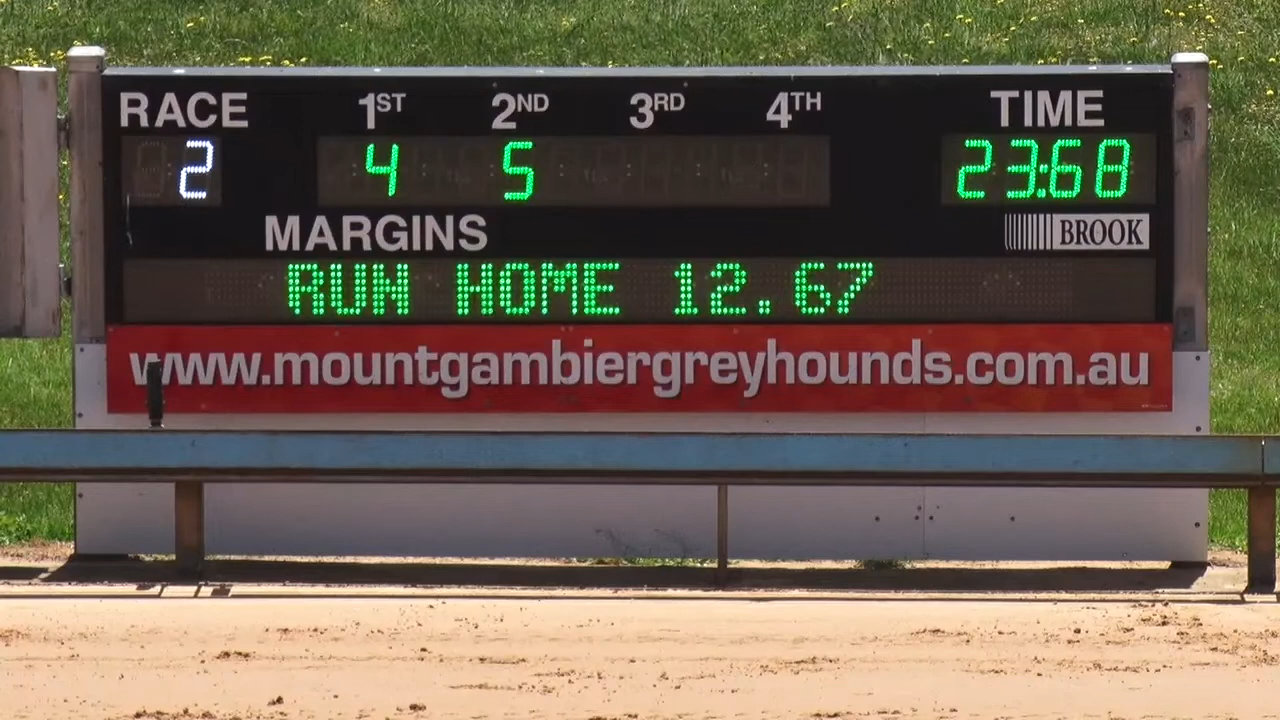 RACE 1ST 2ND 3RD 4TH TIME
2 4 5 23:68
MARGINS BROOK
RUN HOME 12.67
www.mountgambiergreyhounds.com.au